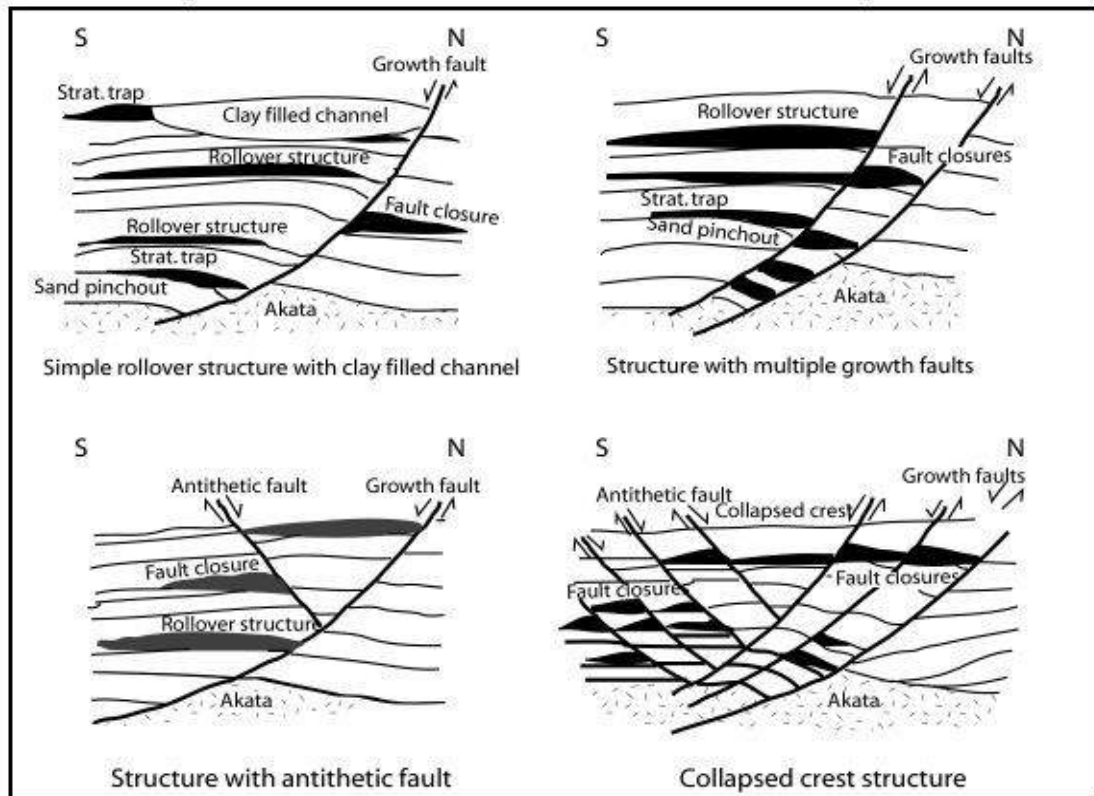 S
N
Growth fault
Strat. trap
Clay filled channel
Rollover structure
Fault closure
Rollover structure
Strat. trap
Sand pinchout
Akata
Simple rollover structure with clay filled channel
S
N
Growth faults
Rollover structure
Fault closures
Strat. trap
Sand pinchout
Akata
Structure with multiple growth faults
S
N
Antithetic fault
Growth fault
Fault closure
Rollover structure
Akata
Structure with antithetic fault
S
N
Growth faults
Antithetic fault
Collapsed crest
Fault closures
Fault closures
Akata
Collapsed crest structure